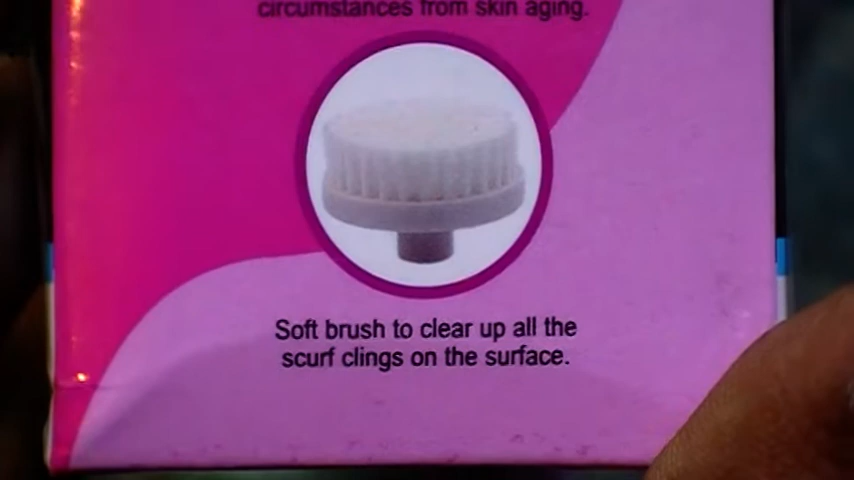 circumstances from skin aging.
Soft brush to clear up all the
scurf clings on the surface.